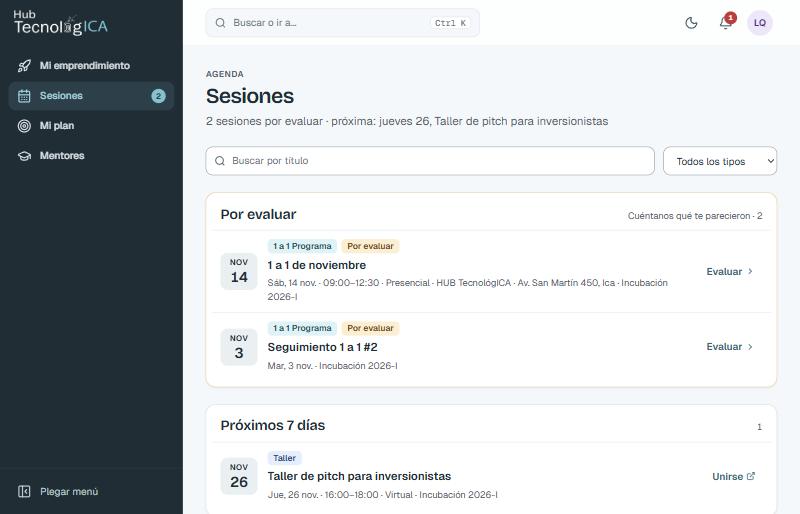 Hub
TecnológICA
Mi emprendimiento
Sesiones 2
Mi plan
Mentores
Plegar menú
Buscar o ir a... Ctrl K
1
LQ
AGENDA
Sesiones
2 sesiones por evaluar · próxima: jueves 26, Taller de pitch para inversionistas
Buscar por título
Todos los tipos
Por evaluar
Cuéntanos qué te parecieron · 2
NOV
14
1 a 1 Programa Por evaluar
1 a 1 de noviembre
Sáb, 14 nov. · 09:00–12:30 · Presencial · HUB TecnológICA · Av. San Martín 450, Ica · Incubación
2026-I
Evaluar
NOV
3
1 a 1 Programa Por evaluar
Seguimiento 1 a 1 #2
Mar, 3 nov. · Incubación 2026-I
Evaluar
Próximos 7 días
1
NOV
26
Taller
Taller de pitch para inversionistas
Jue, 26 nov. · 16:00–18:00 · Virtual · Incubación 2026-I
Unirse